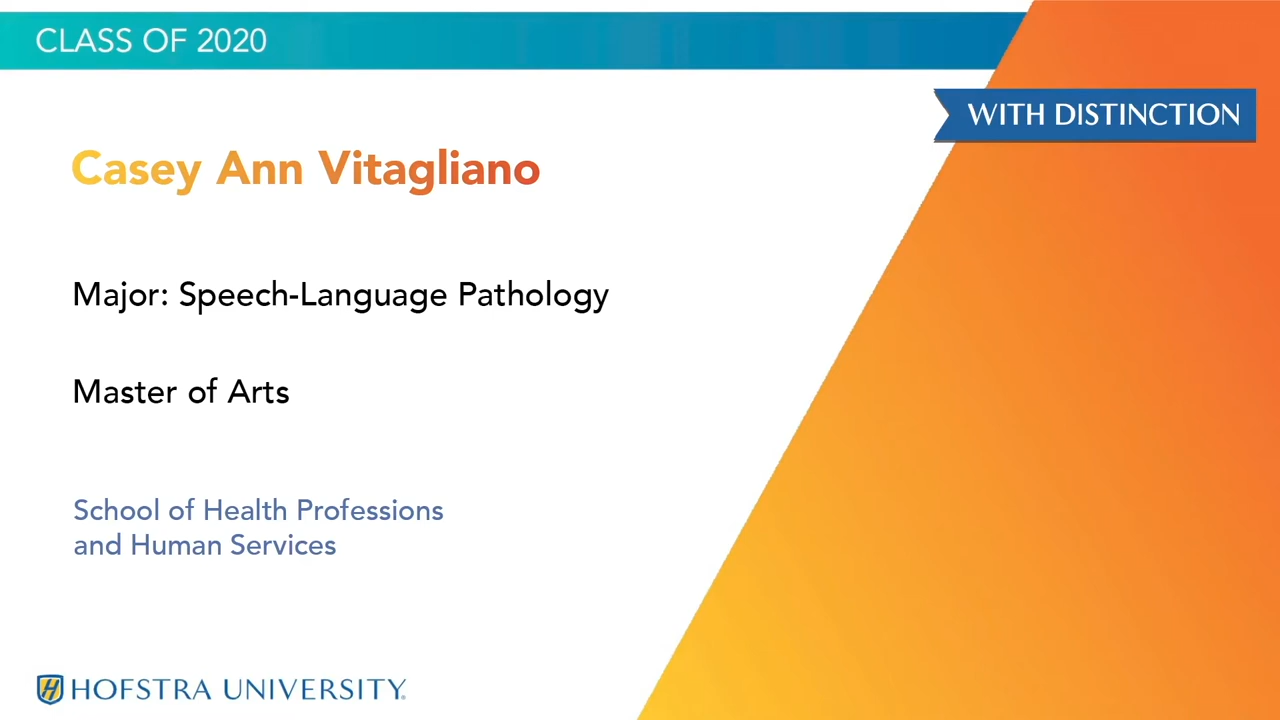 CLASS OF 2020
WITH DISTINCTION
Casey Ann Vitagliano
Major: Speech-Language Pathology
Master of Arts
School of Health Professions
and Human Services
HOFSTRA UNIVERSITY®